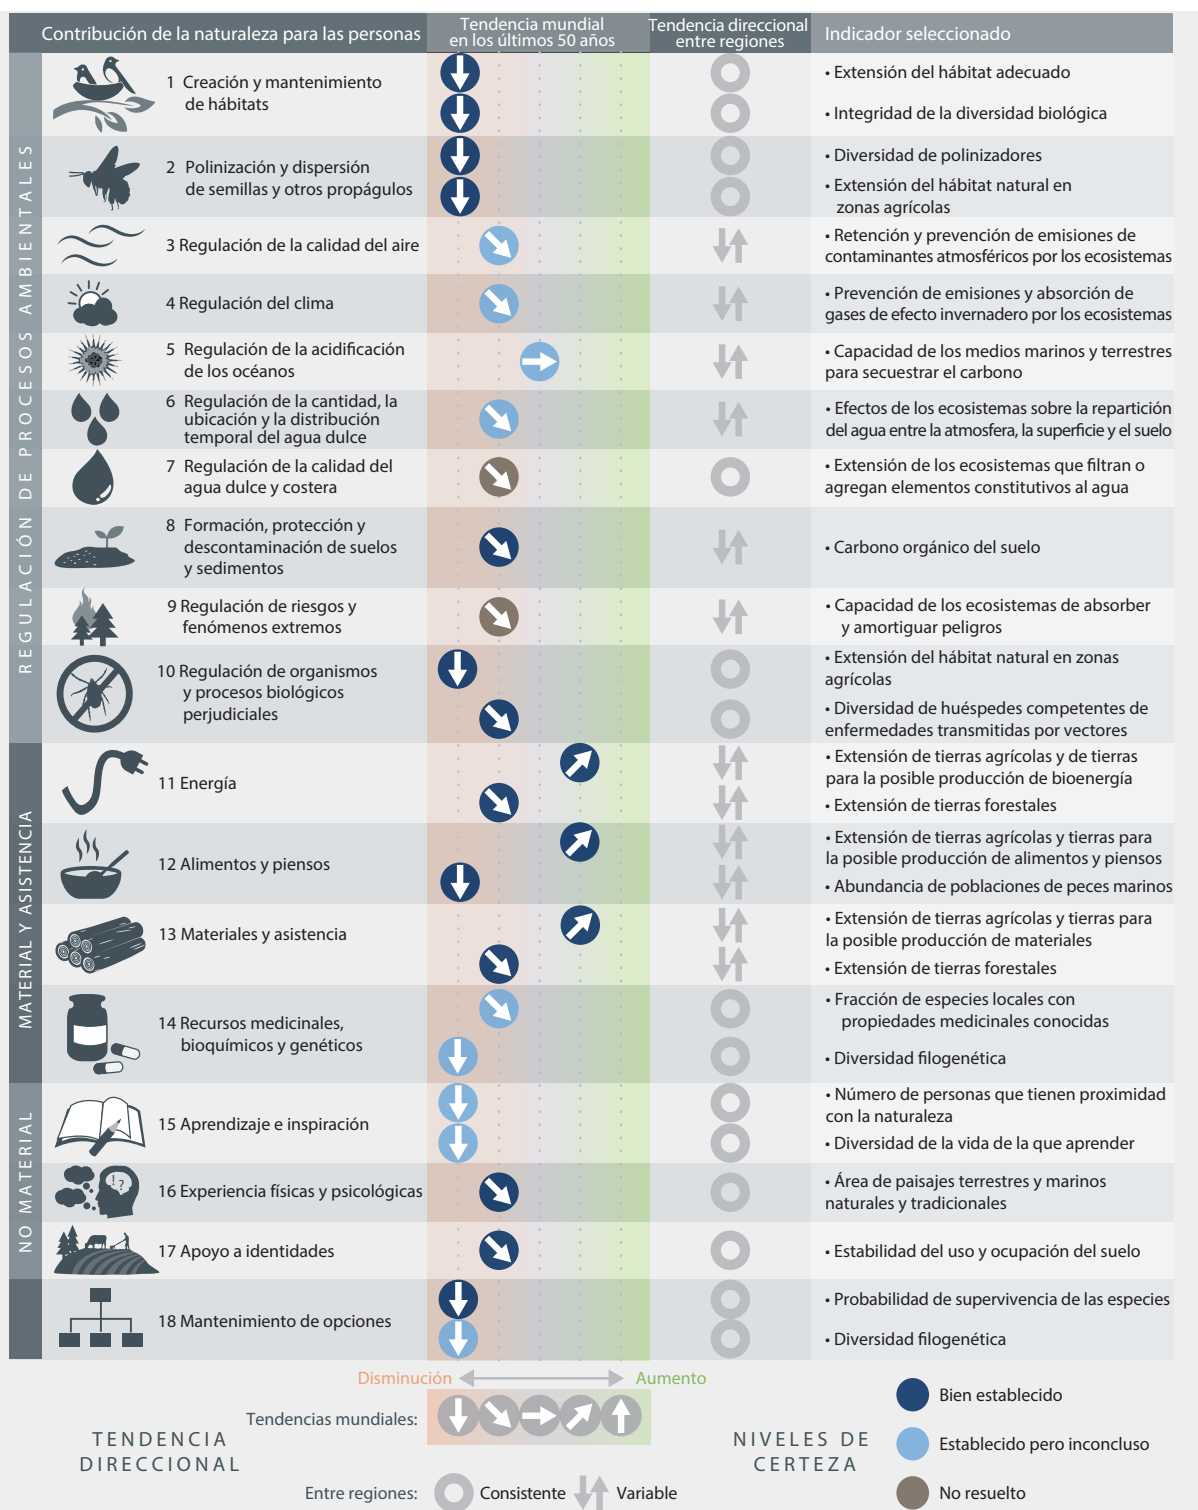 Contribución de la naturaleza para las personas
Tendencia mundial
en los últimos 50 años
Tendencia direccional
entre regiones
Indicador seleccionado
REGULACIÓN DE PROCESOS AMBIENTALES
1 Creación y mantenimiento
de hábitats
• Extensión del hábitat adecuado
• Integridad de la diversidad biológica
2 Polinización y dispersión
de semillas y otros propágulos
• Diversidad de polinizadores
• Extensión del hábitat natural en
zonas agrícolas
3 Regulación de la calidad del aire
• Retención y prevención de emisiones de
contaminantes atmosféricos por los ecosistemas
4 Regulación del clima
• Prevención de emisiones y absorción de
gases de efecto invernadero por los ecosistemas
5 Regulación de la acidificación
de los océanos
• Capacidad de los medios marinos y terrestres
para secuestrar el carbono
6 Regulación de la cantidad, la
ubicación y la distribución
temporal del agua dulce
• Efectos de los ecosistemas sobre la repartición
del agua entre la atmosfera, la superficie y el suelo
7 Regulación de la calidad del
agua dulce y costera
• Extensión de los ecosistemas que filtran o
agregan elementos constitutivos al agua
8 Formación, protección y
descontaminación de suelos
y sedimentos
• Carbono orgánico del suelo
9 Regulación de riesgos y
fenómenos extremos
• Capacidad de los ecosistemas de absorber
y amortiguar peligros
10 Regulación de organismos
y procesos biológicos
perjudiciales
• Extensión del hábitat natural en zonas
agrícolas
• Diversidad de huéspedes competentes de
enfermedades transmitidas por vectores
MATERIAL Y ASISTENCIA
11 Energía
• Extensión de tierras agrícolas y de tierras
para la posible producción de bioenergía
• Extensión de tierras forestales
12 Alimentos y piensos
• Extensión de tierras agrícolas y tierras para
la posible producción de alimentos y piensos
• Abundancia de poblaciones de peces marinos
13 Materiales y asistencia
• Extensión de tierras agrícolas y tierras para
la posible producción de materiales
• Extensión de tierras forestales
14 Recursos medicinales,
bioquímicos y genéticos
• Fracción de especies locales con
propiedades medicinales conocidas
• Diversidad filogenética
NO MATERIAL
15 Aprendizaje e inspiración
• Número de personas que tienen proximidad
con la naturaleza
• Diversidad de la vida de la que aprender
!?
16 Experiencia físicas y psicológicas
• Área de paisajes terrestres y marinos
naturales y tradicionales
17 Apoyo a identidades
• Estabilidad del uso y ocupación del suelo
18 Mantenimiento de opciones
• Probabilidad de supervivencia de las especies
• Diversidad filogenética
Disminución
Aumento
Tendencias mundiales:
TENDENCIA
DIRECCIONAL
Entre regiones:
Consistente
Variable
NIVELES DE
CERTEZA
Bien establecido
Establecido pero inconcluso
No resuelto